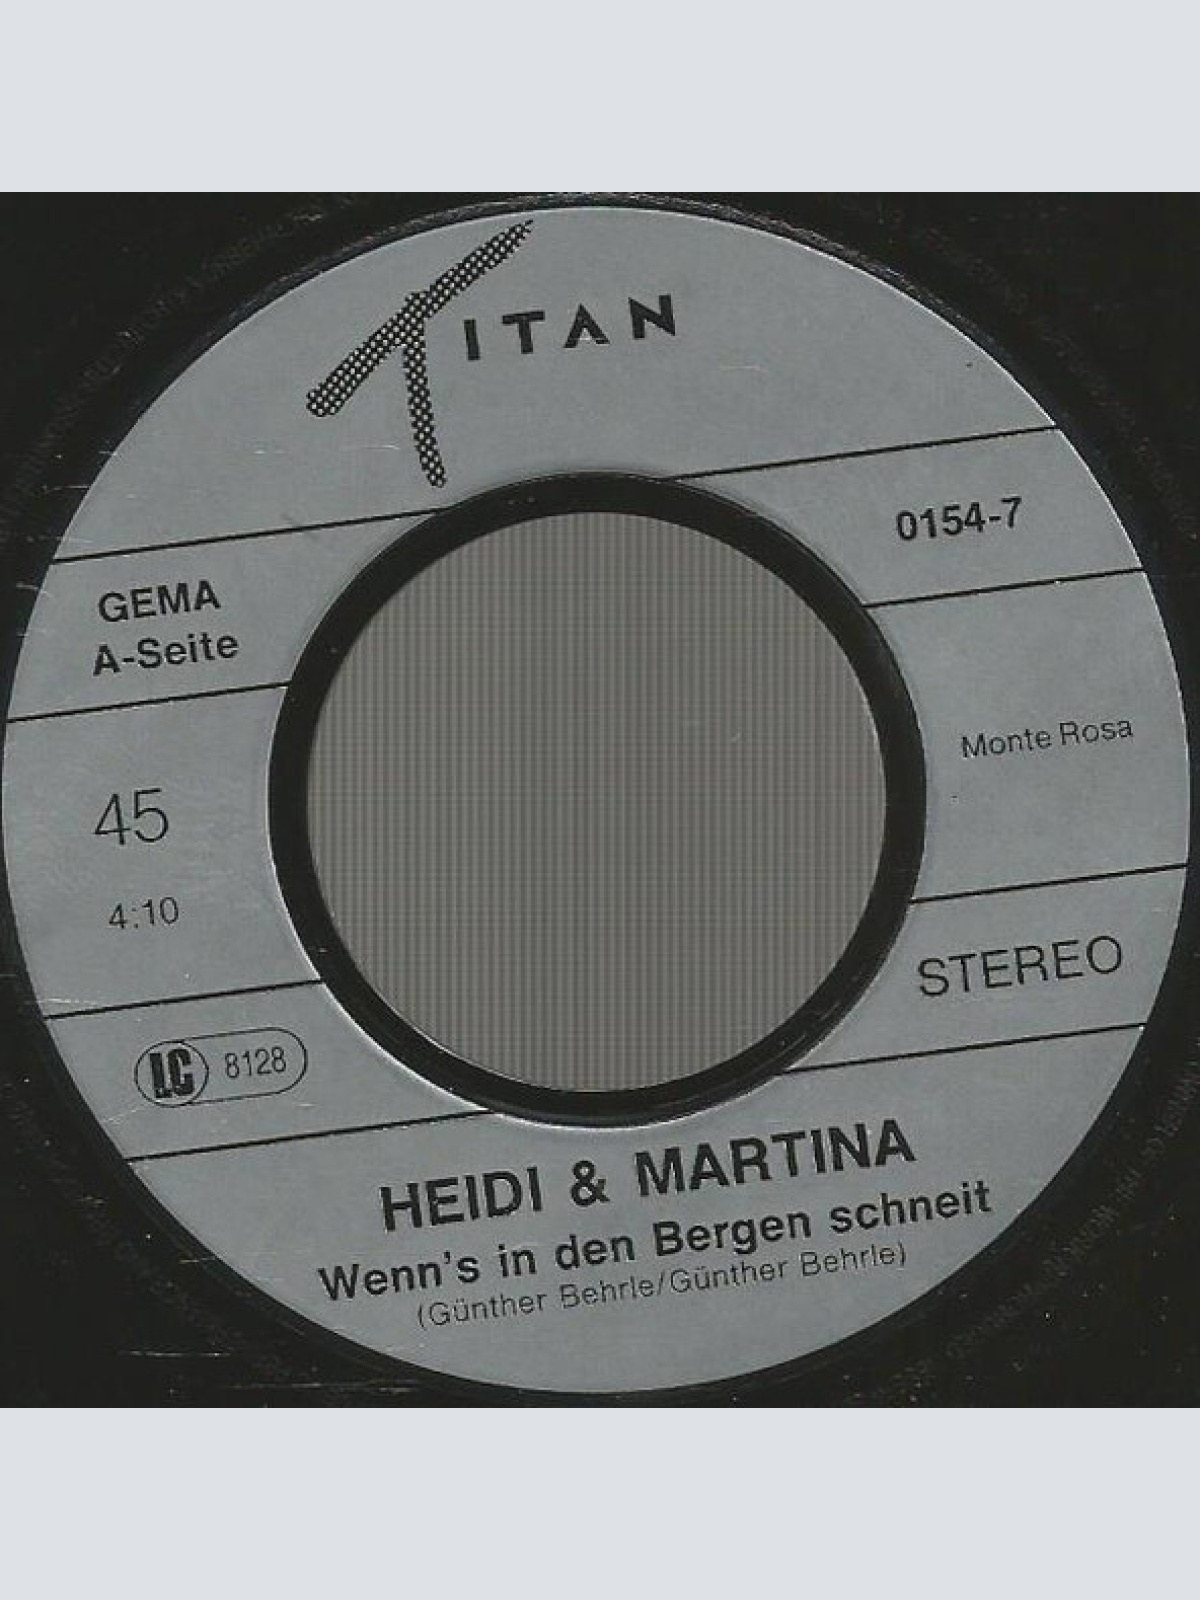 TITAN
0154-7
GEMA
A-Seite
Monte Rosa
45
4:10
STEREO
LC 8128
HEIDI & MARTINA
Wenn's in den Bergen schneit
(Günther Behrle/Günther Behrle)